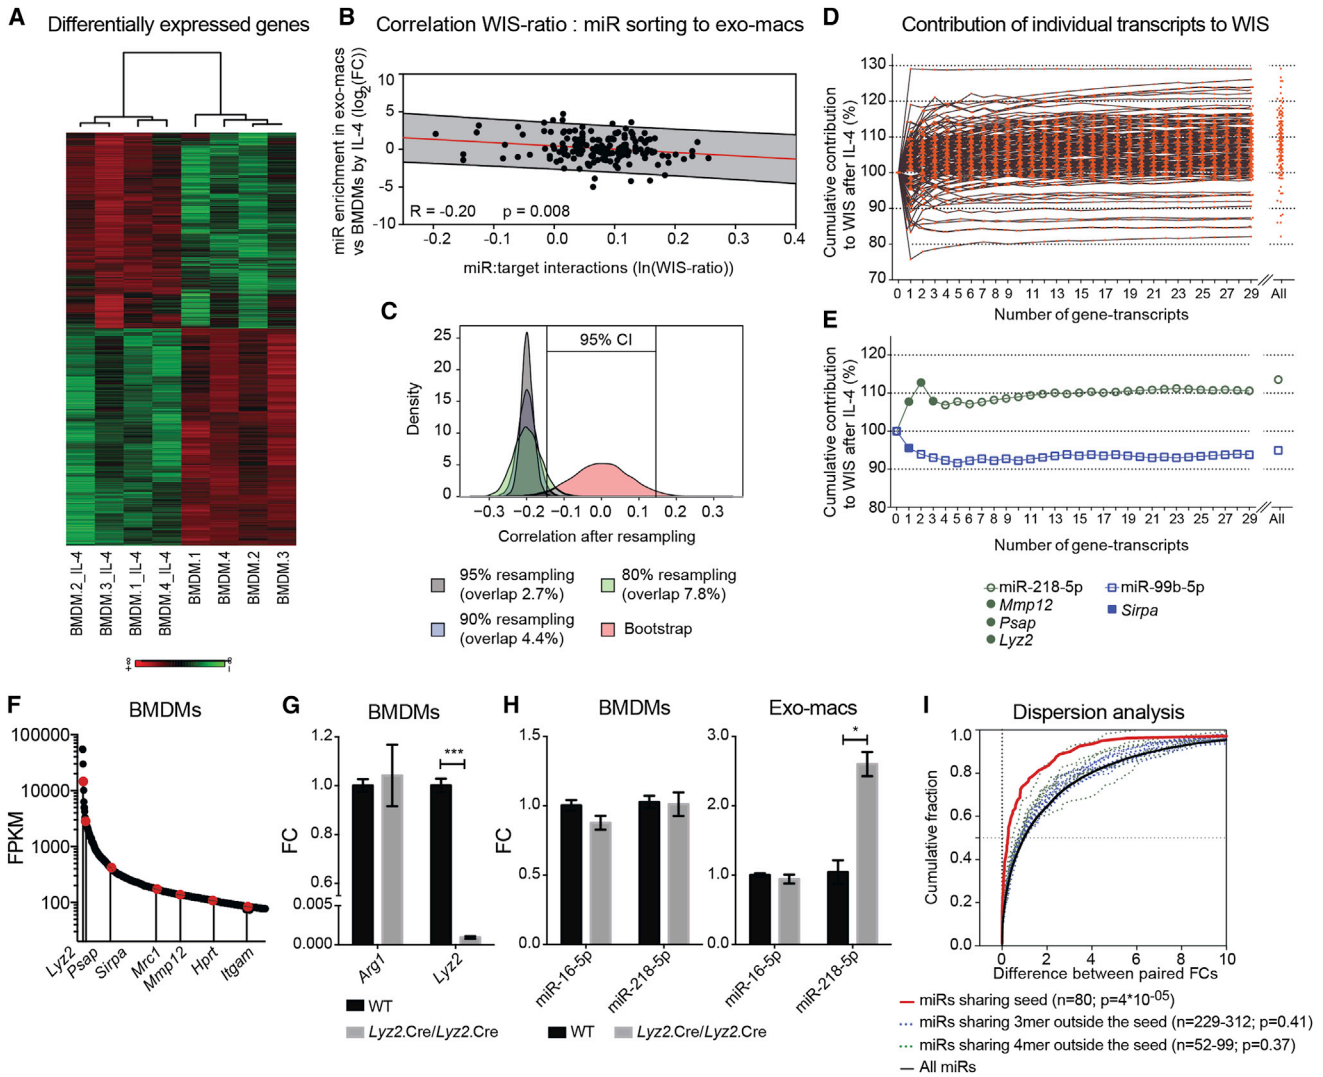 A Differentially expressed genes
BMDM.2_IL-4
BMDM.3_IL-4
BMDM.1_IL-4
BMDM.4_IL-4
BMDM.1
BMDM.4
BMDM.2
BMDM.3
B Correlation WIS-ratio : miR sorting to exo-macs
miR enrichment in exo-macs
vs BMDMs by IL-4 (log2(FC))
10
5
0
-5
-10
R = -0.20 p = 0.008
-0.2 -0.1 0.0 0.1 0.2 0.3 0.4
miR:target interactions (ln(WIS-ratio))
C
Density
25
20
15
10
5
0
95% CI
−0.3 −0.2 −0.1 0.0 0.1 0.2 0.3
Correlation after resampling
95% resampling
(overlap 2.7%)
80% resampling
(overlap 7.8%)
90% resampling
(overlap 4.4%)
Bootstrap
D Contribution of individual transcripts to WIS
Cumulative contribution
to WIS after IL-4 (%)
130
120
110
100
90
80
70
0 1 2 3 4 5 6 7 8 9 11 13 15 17 19 21 23 25 27 29 All
Number of gene-transcripts
E
Cumulative contribution
to WIS after IL-4 (%)
120
110
100
90
80
0 1 2 3 4 5 6 7 8 9 11 13 15 17 19 21 23 25 27 29 All
Number of gene-transcripts
miR-218-5p
Mmp12
Psap
Lyz2
miR-99b-5p
Sirpa
F BMDMs
FPKM
100000
10000
1000
100
Lyz2
Psap
Sirpa
Mrc1
Mmp12
Hprt
Itgam
G BMDMs
FC
1.2
1.0
0.8
0.6
0.005
0.000
***
Arg1
Lyz2
WT
Lyz2.Cre/Lyz2.Cre
H BMDMs
FC
1.5
1.0
0.5
0.0
miR-16-5p
miR-218-5p
Exo-macs
3.0
2.0
1.0
0.0
*
miR-16-5p
miR-218-5p
WT
Lyz2.Cre/Lyz2.Cre
I Dispersion analysis
Cumulative fraction
1.0
0.8
0.6
0.4
0.2
0.0
0 2 4 6 8 10
Difference between paired FCs
miRs sharing seed (n=80; p=4*10-05)
miRs sharing 3mer outside the seed (n=229-312; p=0.41)
miRs sharing 4mer outside the seed (n=52-99; p=0.37)
All miRs